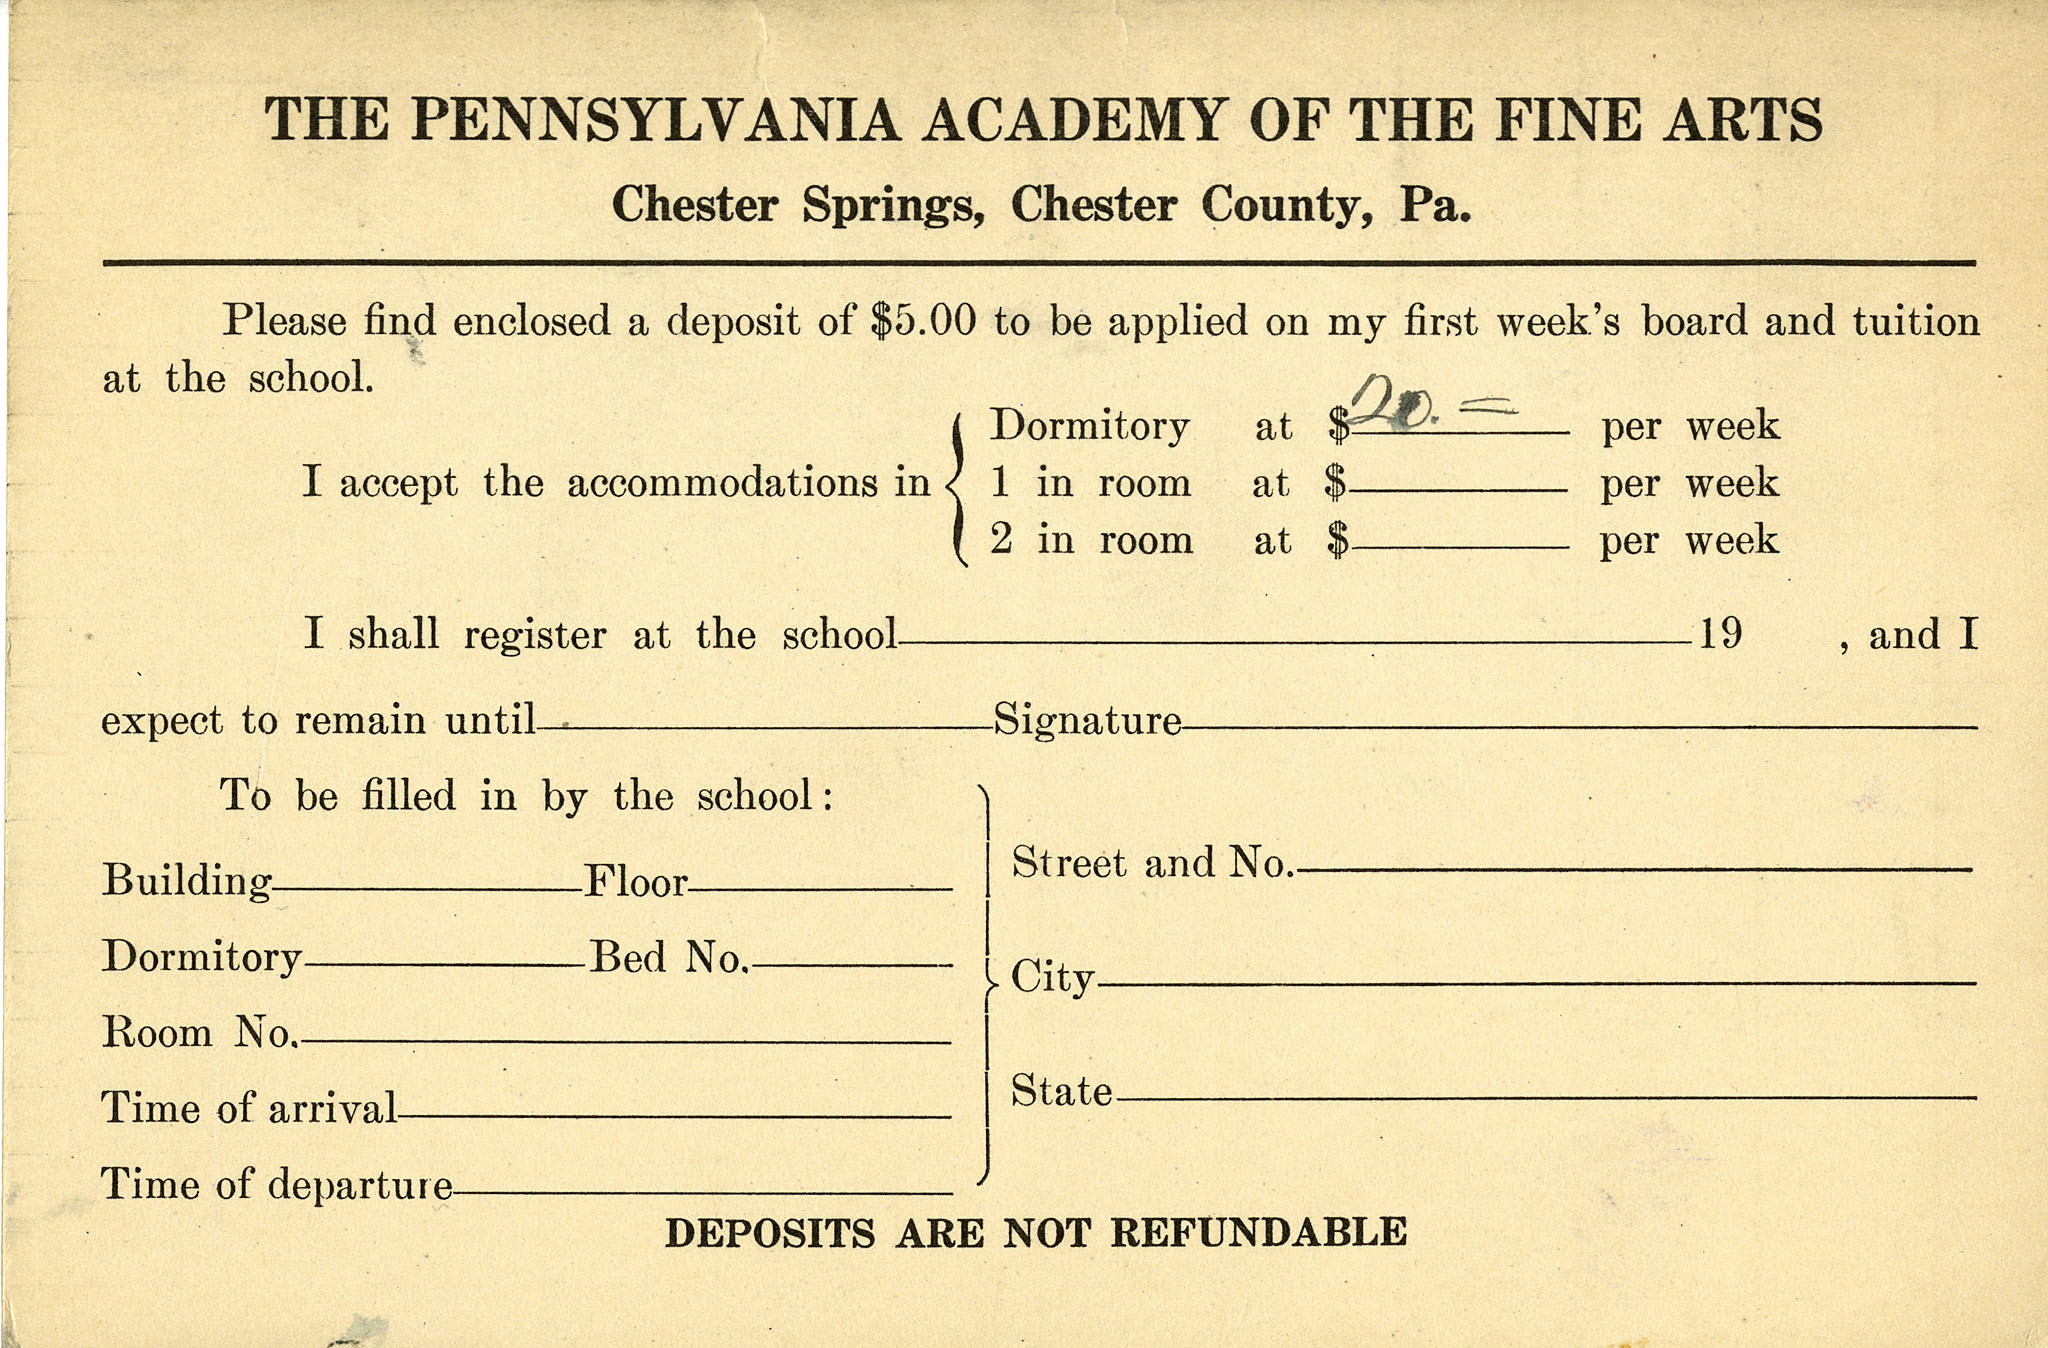 THE PENNSYLVANIA ACADEMY OF THE FINE ARTS
Chester Springs, Chester County, Pa.
Please find enclosed a deposit of $5.00 to be applied on my first week's board and tuition
at the school.
Dormitory at $20.= per week
I accept the accommodations in 1 in room at $ per week
2 in room at $ per week
I shall register at the school 19 , and I
expect to remain until Signature
To be filled in by the school:
Building Floor
Dormitory Bed No.
Room No.
Time of arrival
Time of departure
Street and No.
City
State
DEPOSITS ARE NOT REFUNDABLE